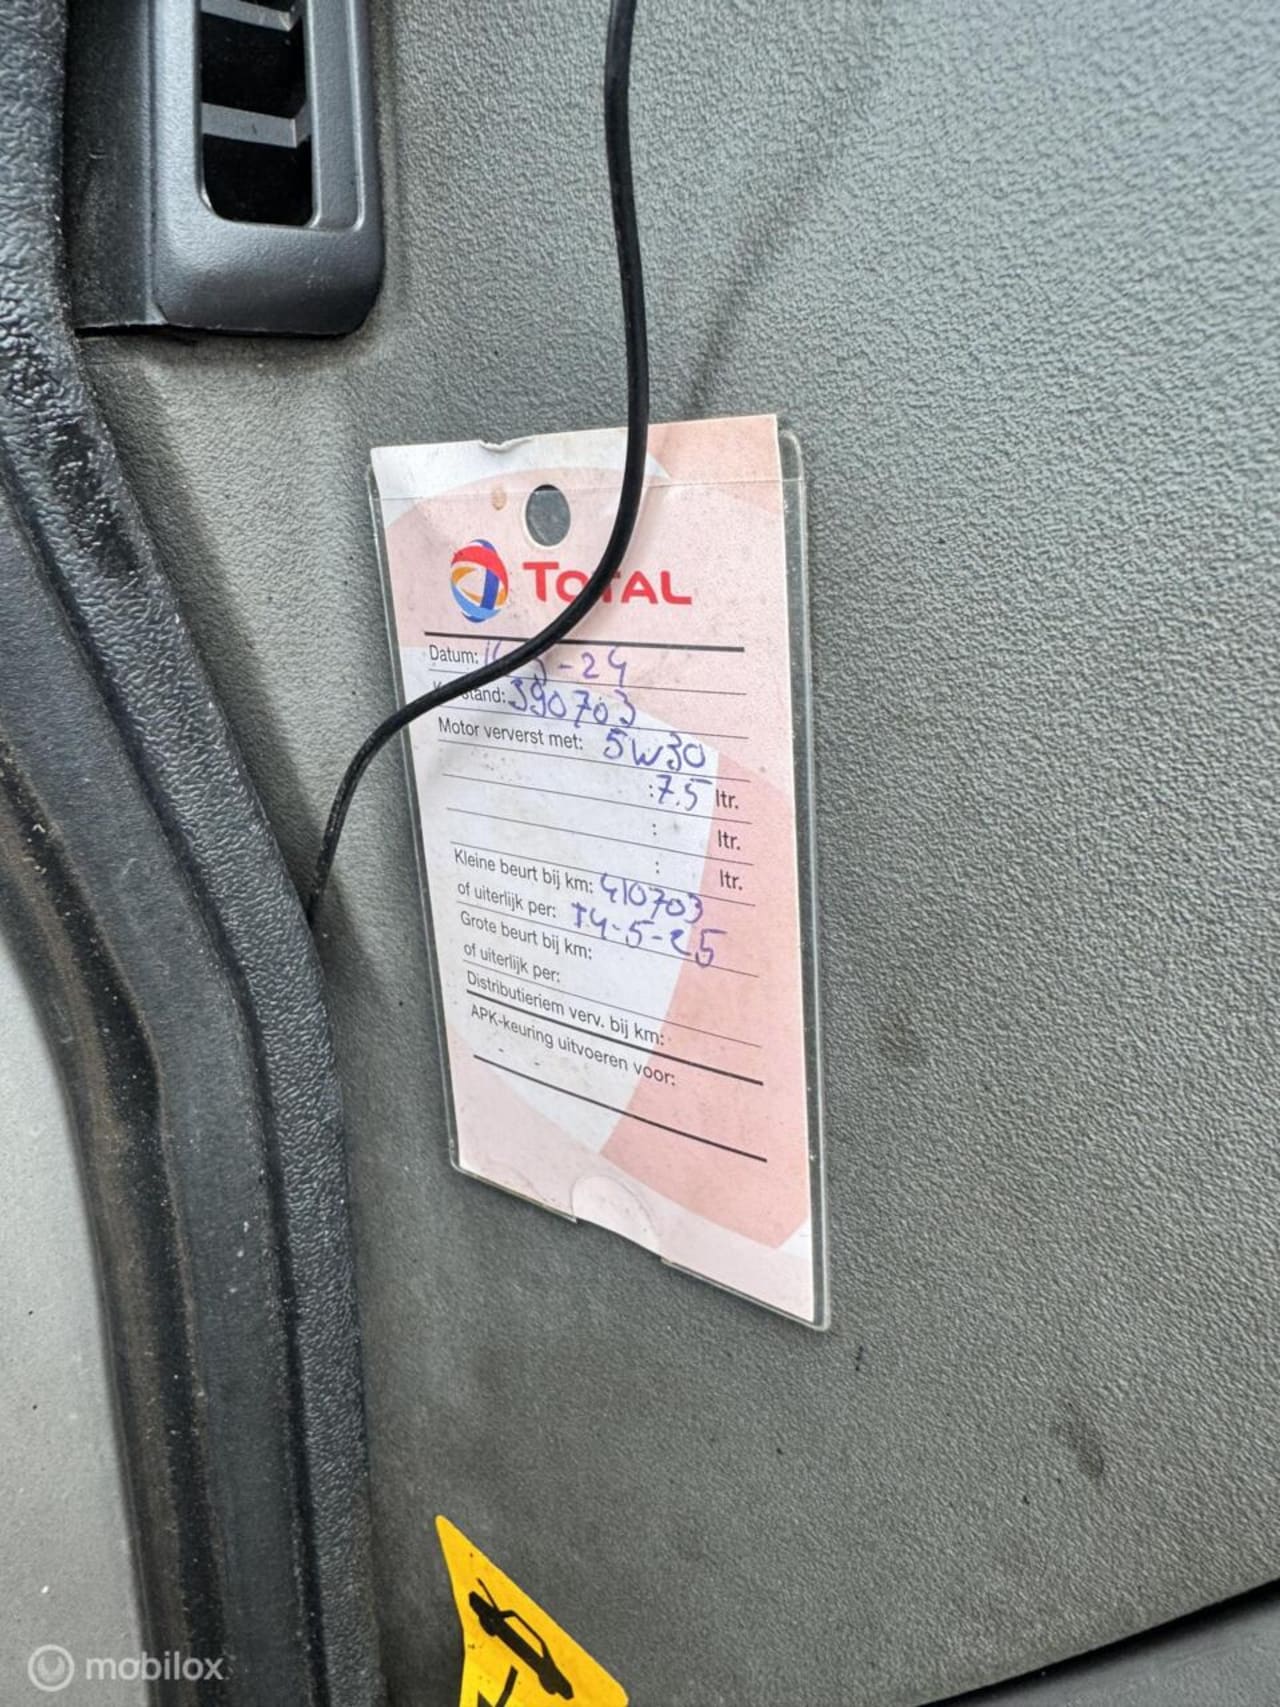 TOTAL
Datum: -24
stand: 390703
Motor ververst met: 5W30
:7.5 ltr.
: ltr.
: ltr.
Kleine beurt bij km: 410703
of uiterlijk per: 14-5-25
Grote beurt bij km:
of uiterlijk per:
Distributieriem verv. bij km:
APK-keuring uitvoeren voor:
- -
mobilox